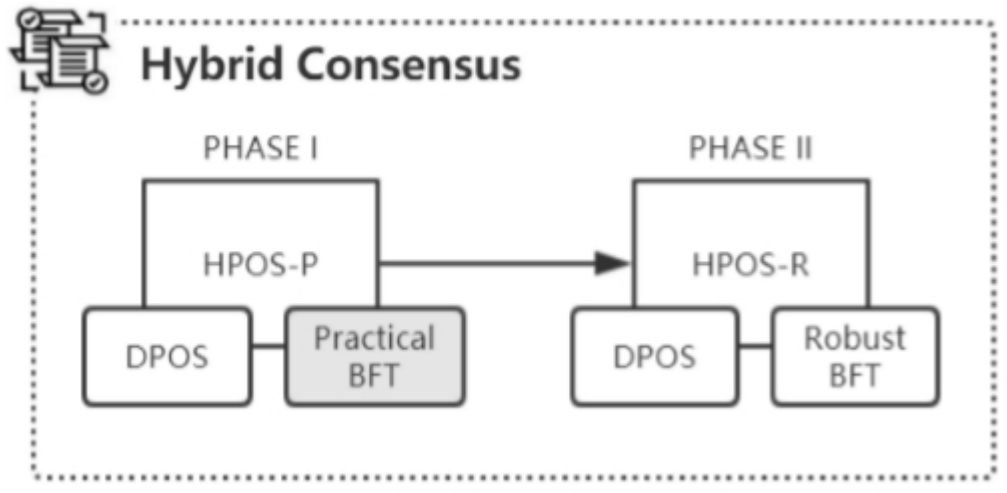 Hybrid Consensus
PHASE I
PHASE II
HPOS-P
HPOS-R
DPOS
Practical
BFT
DPOS
Robust
BFT